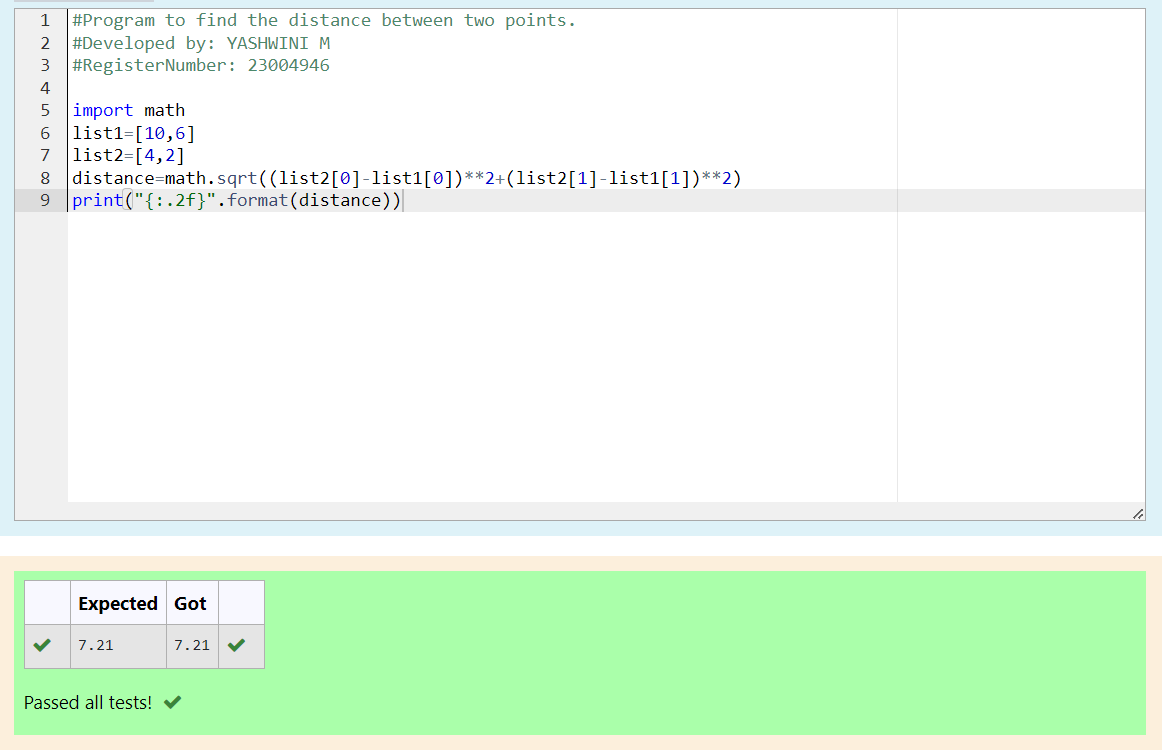 1 #Program to find the distance between two points.
2 #Developed by: YASHWINI M
3 #RegisterNumber: 23004946
4
5 import math
6 list1=[10,6]
7 list2=[4,2]
8 distance=math.sqrt((list2[0]-list1[0])**2+(list2[1]-list1[1])**2)
9 print("{:.2f}".format(distance))
Expected Got
7.21 7.21
Passed all tests!